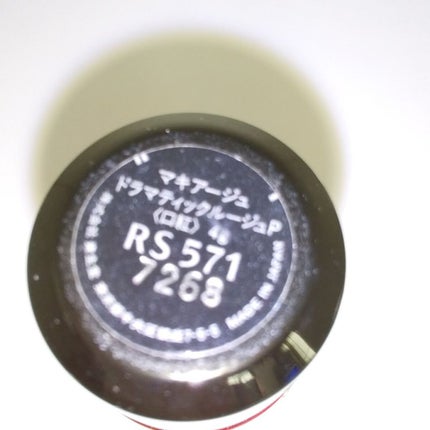 マキアージュ
ドラマティックルージュP
〈口紅〉 4g
RS 571
7268
MADE IN JAPAN